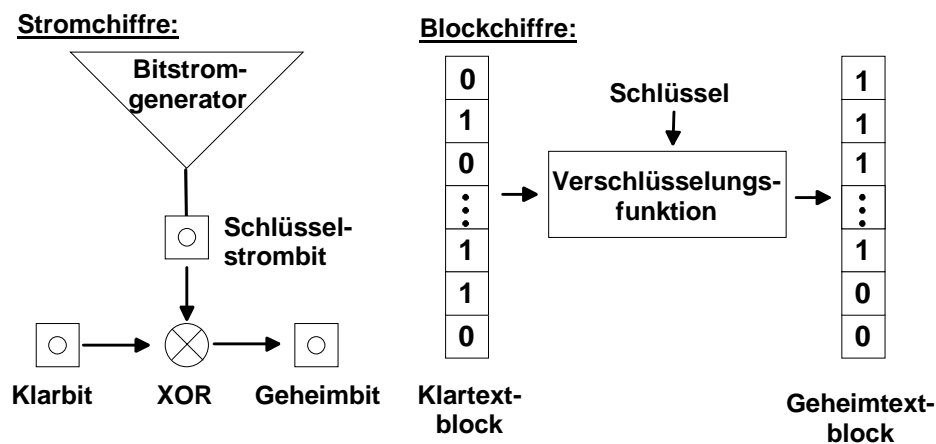 Stromchiffre:
Bitstrom-
generator
Schlüssel-
strombit
Klarbit
XOR
Geheimbit
Blockchiffre:
0
1
0
1
1
0
Klartext-
block
Schlüssel
Verschlüsselungs-
funktion
1
1
1
1
0
0
Geheimtext-
block